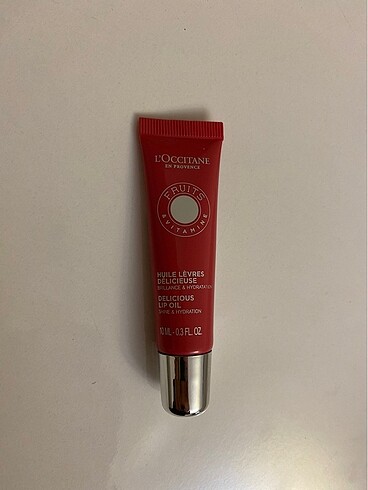 L'OCCITANE
EN PROVENCE
FRUITS
& VITAMINE
HUILE LÈVRES
DÉLICIEUSE
BRILLANCE & HYDRATATION
DELICIOUS
LIP OIL
SHINE & HYDRATION
10 ML - 0.3 FL. OZ.